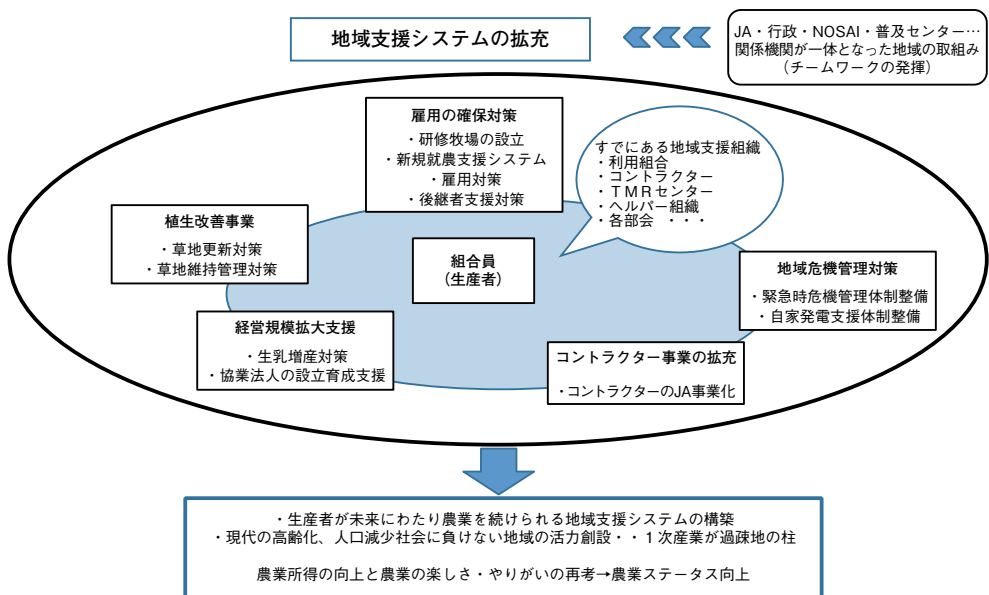 地域支援システムの拡充
JA・行政・NOSAI・普及センター…
関係機関が一体となった地域の取組み
（チームワークの発揮）
雇用の確保対策
・研修牧場の設立
・新規就農支援システム
・雇用対策
・後継者支援対策
すでにある地域支援組織
・利用組合
・コントラクター
・ＴＭＲセンター
・ヘルパー組織
・各部会　・・・
植生改善事業
・草地更新対策
・草地維持管理対策
組合員
（生産者）
地域危機管理対策
・緊急時危機管理体制整備
・自家発電支援体制整備
経営規模拡大支援
・生乳増産対策
・協業法人の設立育成支援
コントラクター事業の拡充
・コントラクターのJA事業化
・生産者が未来にわたり農業を続けられる地域支援システムの構築
・現代の高齢化、人口減少社会に負けない地域の活力創設・・１次産業が過疎地の柱
農業所得の向上と農業の楽しさ・やりがいの再考→農業ステータス向上